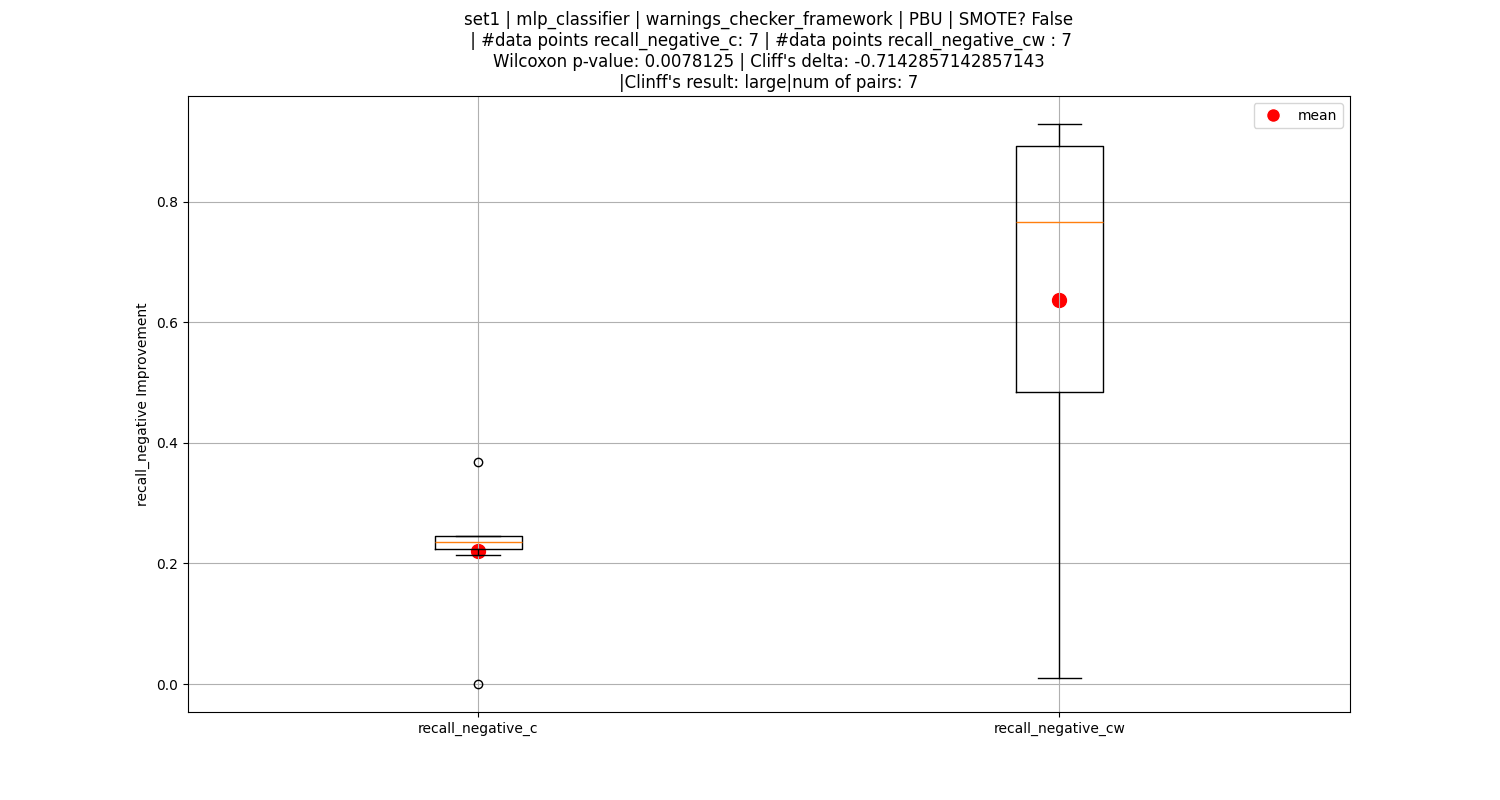 set1 | mlp_classifier | warnings_checker_framework | PBU | SMOTE? False
| #data points recall_negative_c: 7 | #data points recall_negative_cw : 7
Wilcoxon p-value: 0.0078125 | Cliff's delta: -0.7142857142857143
|Clinff's result: large|num of pairs: 7
mean
0.8
0.6
0.4
0.2
0.0
recall_negative Improvement
recall_negative_c
recall_negative_cw